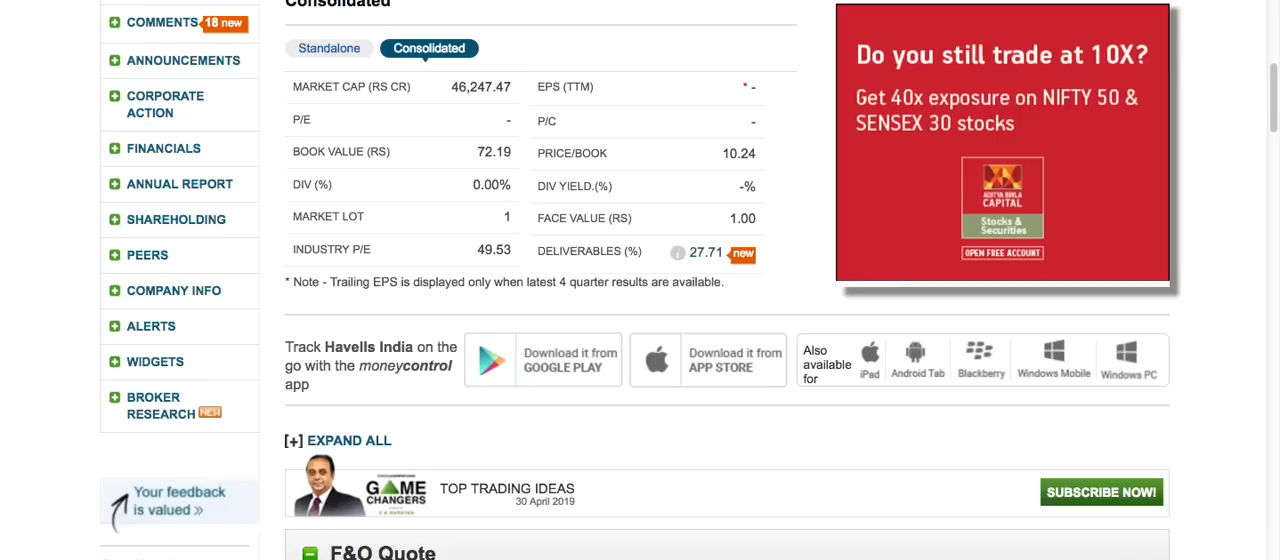 Consolidated
COMMENTS 18 new
ANNOUNCEMENTS
CORPORATE
ACTION
FINANCIALS
ANNUAL REPORT
SHAREHOLDING
PEERS
COMPANY INFO
ALERTS
WIDGETS
BROKER
RESEARCH NEW
Your feedback
is valued »
Standalone Consolidated
MARKET CAP (RS CR) 46,247.47 EPS (TTM) * -
P/E - P/C -
BOOK VALUE (RS) 72.19 PRICE/BOOK 10.24
DIV (%) 0.00% DIV YIELD.(%) -%
MARKET LOT 1 FACE VALUE (RS) 1.00
INDUSTRY P/E 49.53 DELIVERABLES (%) i 27.71 new
* Note - Trailing EPS is displayed only when latest 4 quarter results are available.
Do you still trade at 10X?
Get 40x exposure on NIFTY 50 &
SENSEX 30 stocks
ADITYA BIRLA
CAPITAL
Stocks &
Securities
OPEN FREE ACCOUNT
Track Havells India on the
go with the moneycontrol
app
Download it from
GOOGLE PLAY
Download it from
APP STORE
Also
available
for
iPad Android Tab Blackberry Windows Mobile Windows PC
[+] EXPAND ALL
GAME
CHANGERS
TOP TRADING IDEAS
30 April 2019
SUBSCRIBE NOW!
F&O Quote